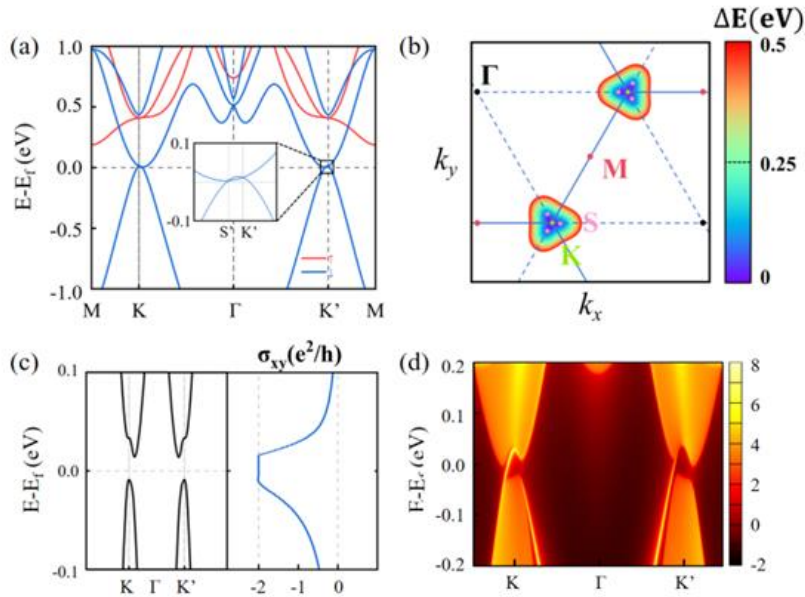 (a)
1.0
0.5
0.0
-0.5
-1.0
E-E_f (eV)
0.1
-0.1
S' K'
M K Γ K' M
(b)
Γ
M
S
K
k_y
k_x
ΔE(eV)
0.5
0.25
0
(c)
σ_xy(e²/h)
0.1
0.0
-0.1
E-E_f (eV)
K Γ K'
-2 -1 0
(d)
0.2
0.1
0.0
-0.1
-0.2
K Γ K'
8
6
4
2
0
-2